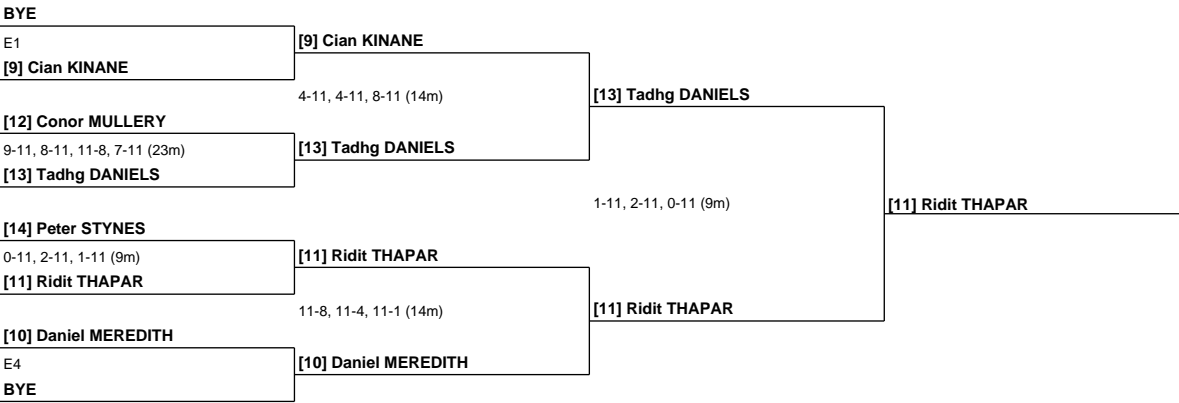 BYE
E1
[9] Cian KINANE
[9] Cian KINANE
4-11, 4-11, 8-11 (14m)
[13] Tadhg DANIELS
[12] Conor MULLERY
9-11, 8-11, 11-8, 7-11 (23m)
[13] Tadhg DANIELS
[13] Tadhg DANIELS
1-11, 2-11, 0-11 (9m)
[11] Ridit THAPAR
[14] Peter STYNES
0-11, 2-11, 1-11 (9m)
[11] Ridit THAPAR
[11] Ridit THAPAR
11-8, 11-4, 11-1 (14m)
[11] Ridit THAPAR
[10] Daniel MEREDITH
E4
[10] Daniel MEREDITH
BYE